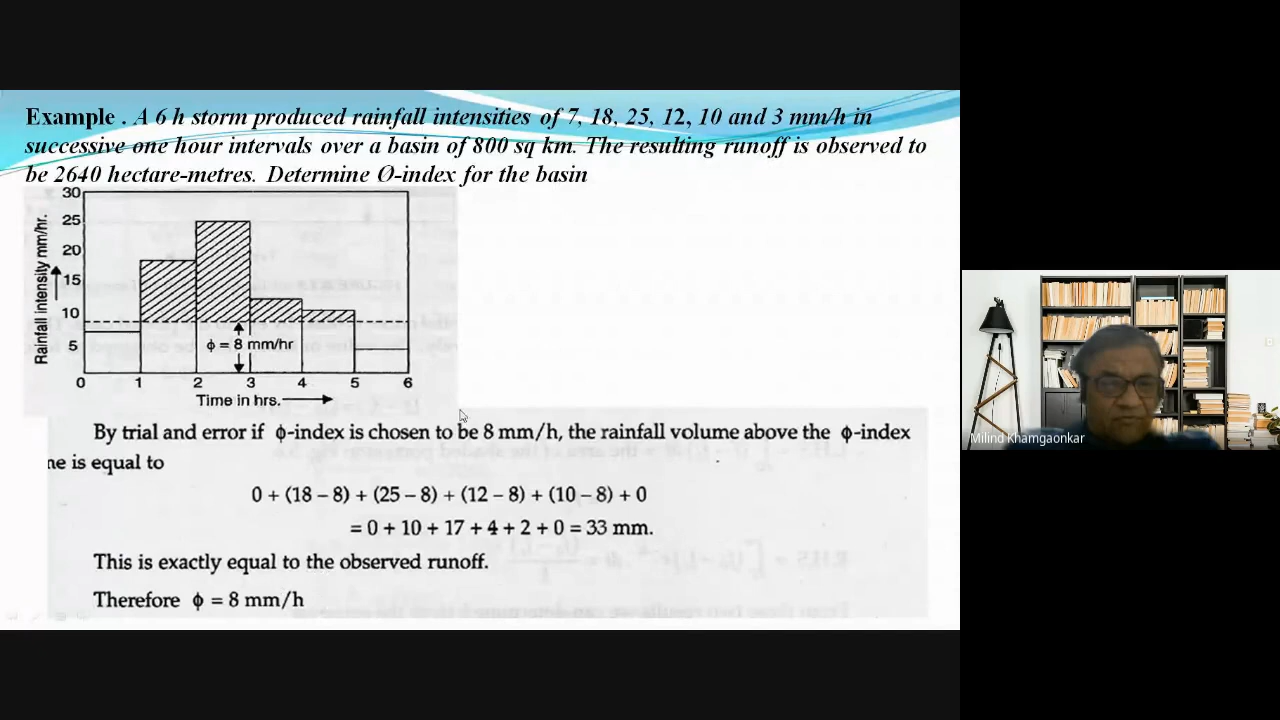 Example . A 6 h storm produced rainfall intensities of 7, 18, 25, 12, 10 and 3 mm/h in
successive one hour intervals over a basin of 800 sq km. The resulting runoff is observed to
be 2640 hectare-metres. Determine Ø-index for the basin
Rainfall intensity mm/hr.
30
25
20
15
10
5
ϕ = 8 mm/hr
0 1 2 3 4 5 6
Time in hrs.
By trial and error if ϕ-index is chosen to be 8 mm/h, the rainfall volume above the ϕ-index
ne is equal to
0 + (18 – 8) + (25 – 8) + (12 – 8) + (10 – 8) + 0
= 0 + 10 + 17 + 4 + 2 + 0 = 33 mm.
This is exactly equal to the observed runoff.
Therefore ϕ = 8 mm/h
Milind Khamgaonkar